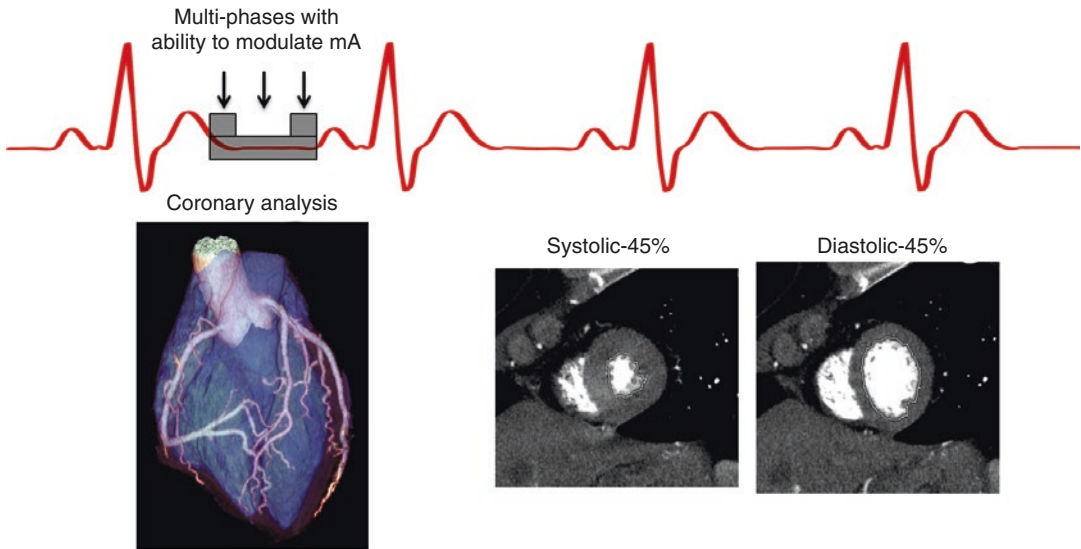 Multi-phases with
ability to modulate mA
Coronary analysis
Systolic-45%
Diastolic-45%